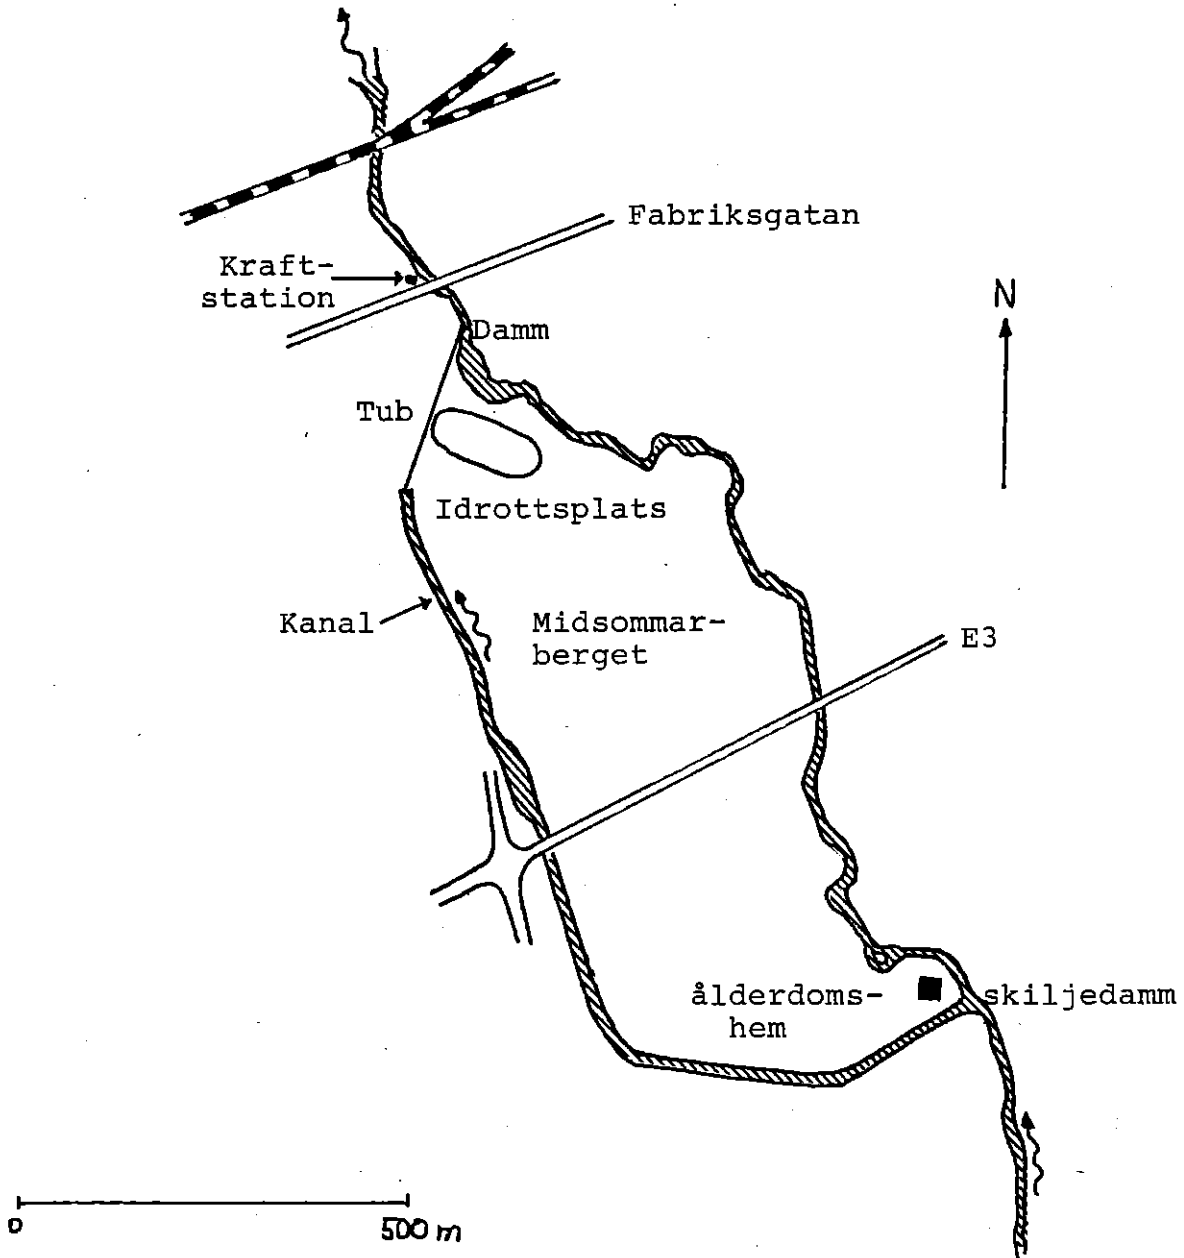 Fabriksgatan
Kraft-
station
N
Damm
Tub
Idrottsplats
Kanal
Midsommar-
berget
E3
ålderdoms-
hem
skiljedamm
0
500 m